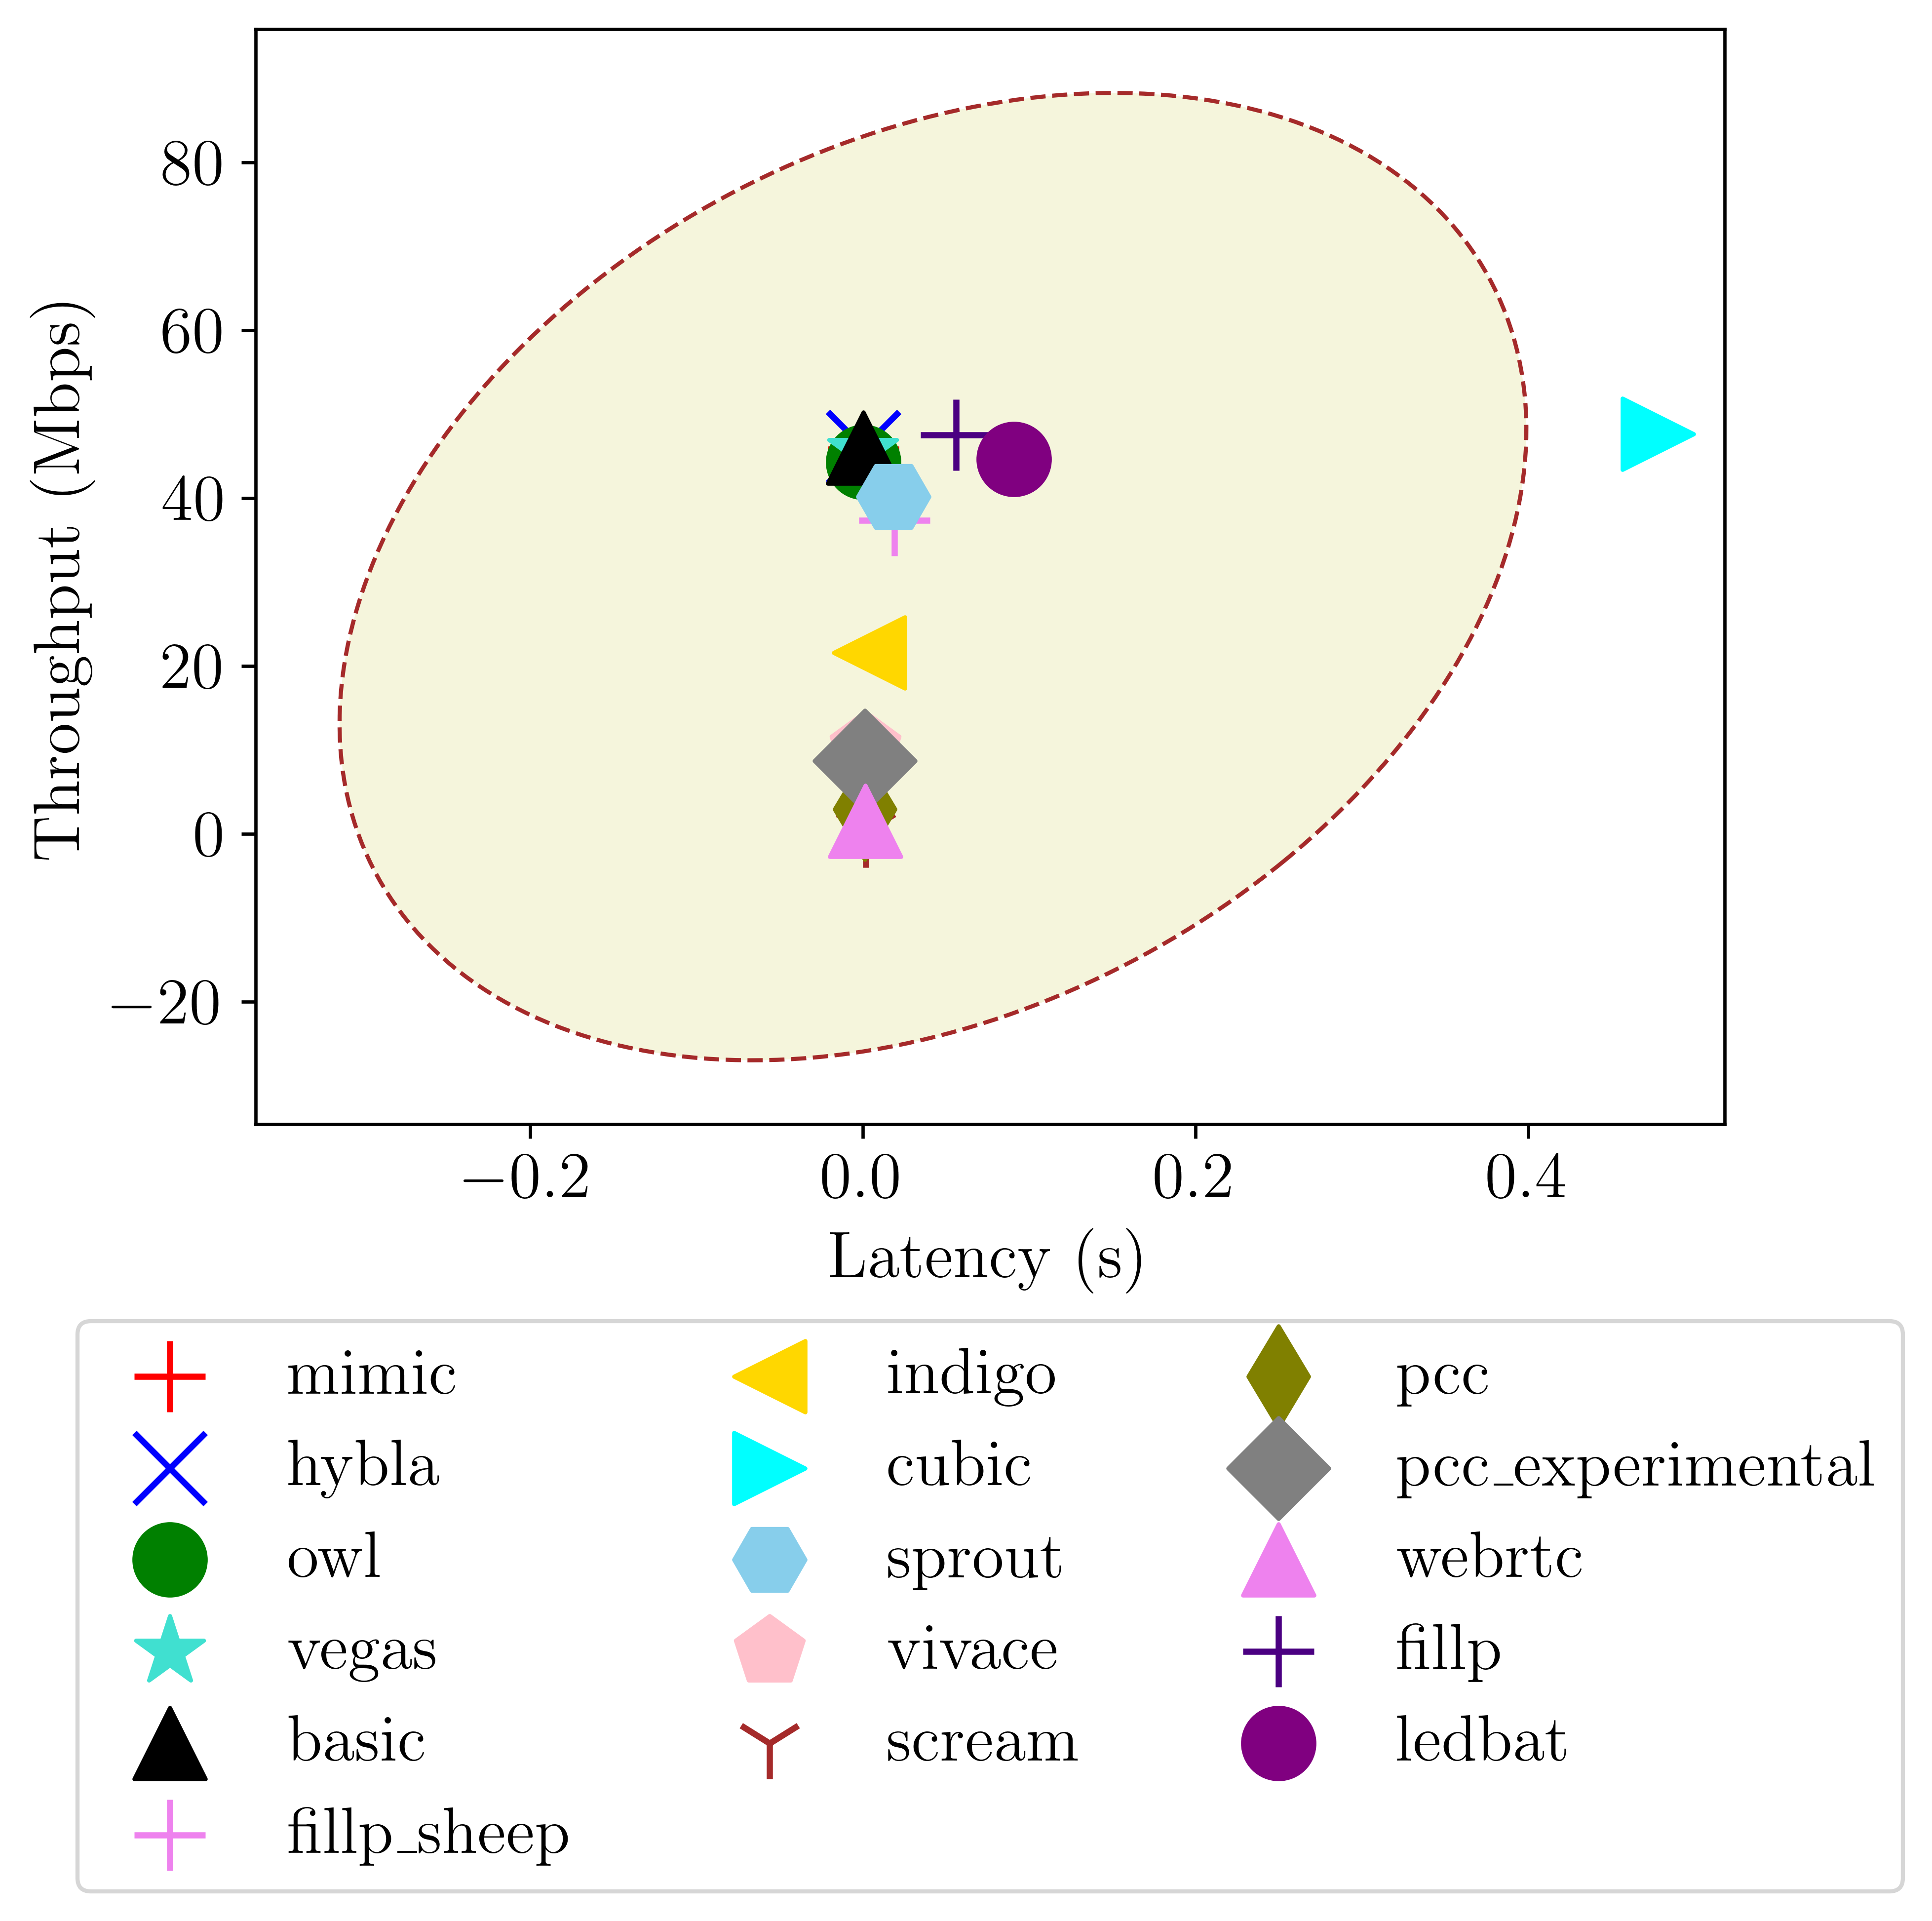 80
60
40
20
0
−20
Throughput (Mbps)
−0.2 0.0 0.2 0.4
Latency (s)
mimic indigo pcc
hybla cubic pcc_experimental
owl sprout webrtc
vegas vivace fillp
basic scream ledbat
fillp_sheep